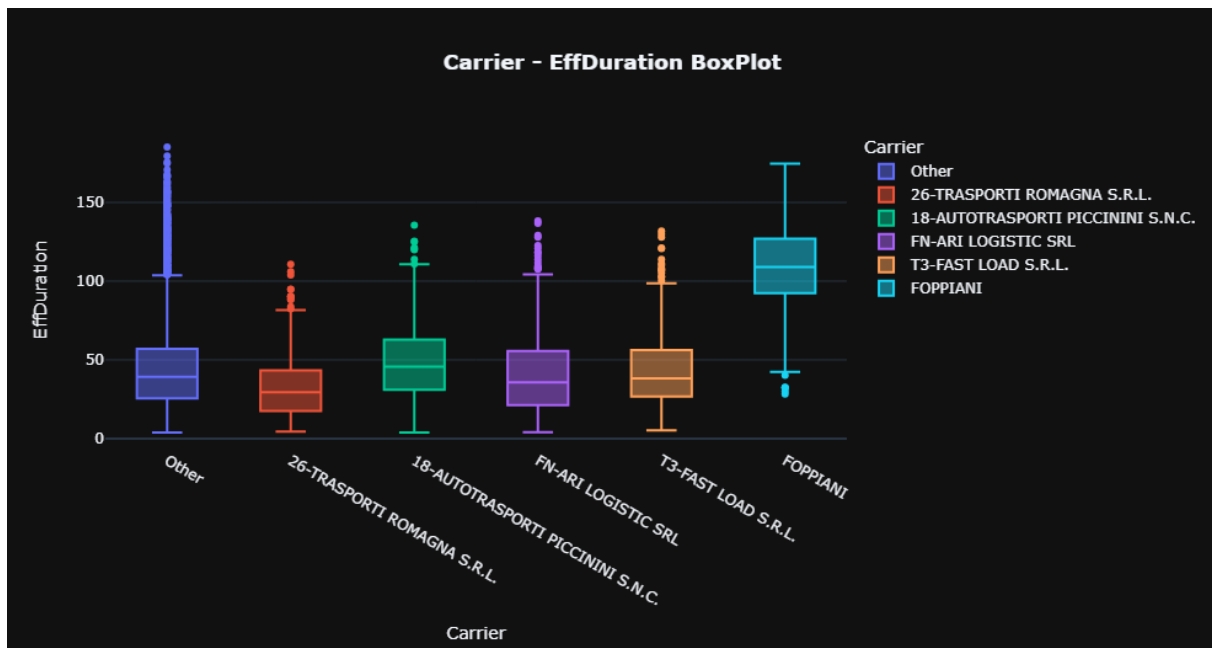 Carrier - EffDuration BoxPlot
EffDuration
150
100
50
0
Other
26-TRASPORTI ROMAGNA S.R.L.
18-AUTOTRASPORTI PICCININI S.N.C.
FN-ARI LOGISTIC SRL
T3-FAST LOAD S.R.L.
FOPPIANI
Carrier
Carrier
Other
26-TRASPORTI ROMAGNA S.R.L.
18-AUTOTRASPORTI PICCININI S.N.C.
FN-ARI LOGISTIC SRL
T3-FAST LOAD S.R.L.
FOPPIANI